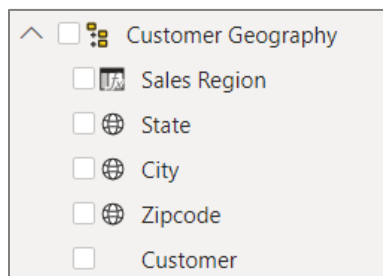 Customer Geography
Sales Region
State
City
Zipcode
Customer